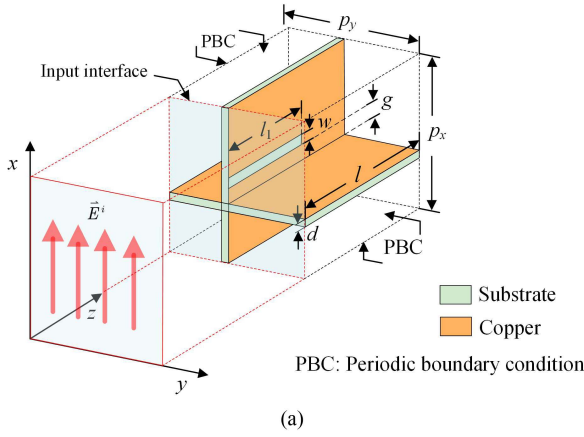 p_y
PBC
Input interface
l_1
w
g
p_x
x
l
E⃗^i
d
PBC
z
Substrate
Copper
y
PBC: Periodic boundary condition
(a)